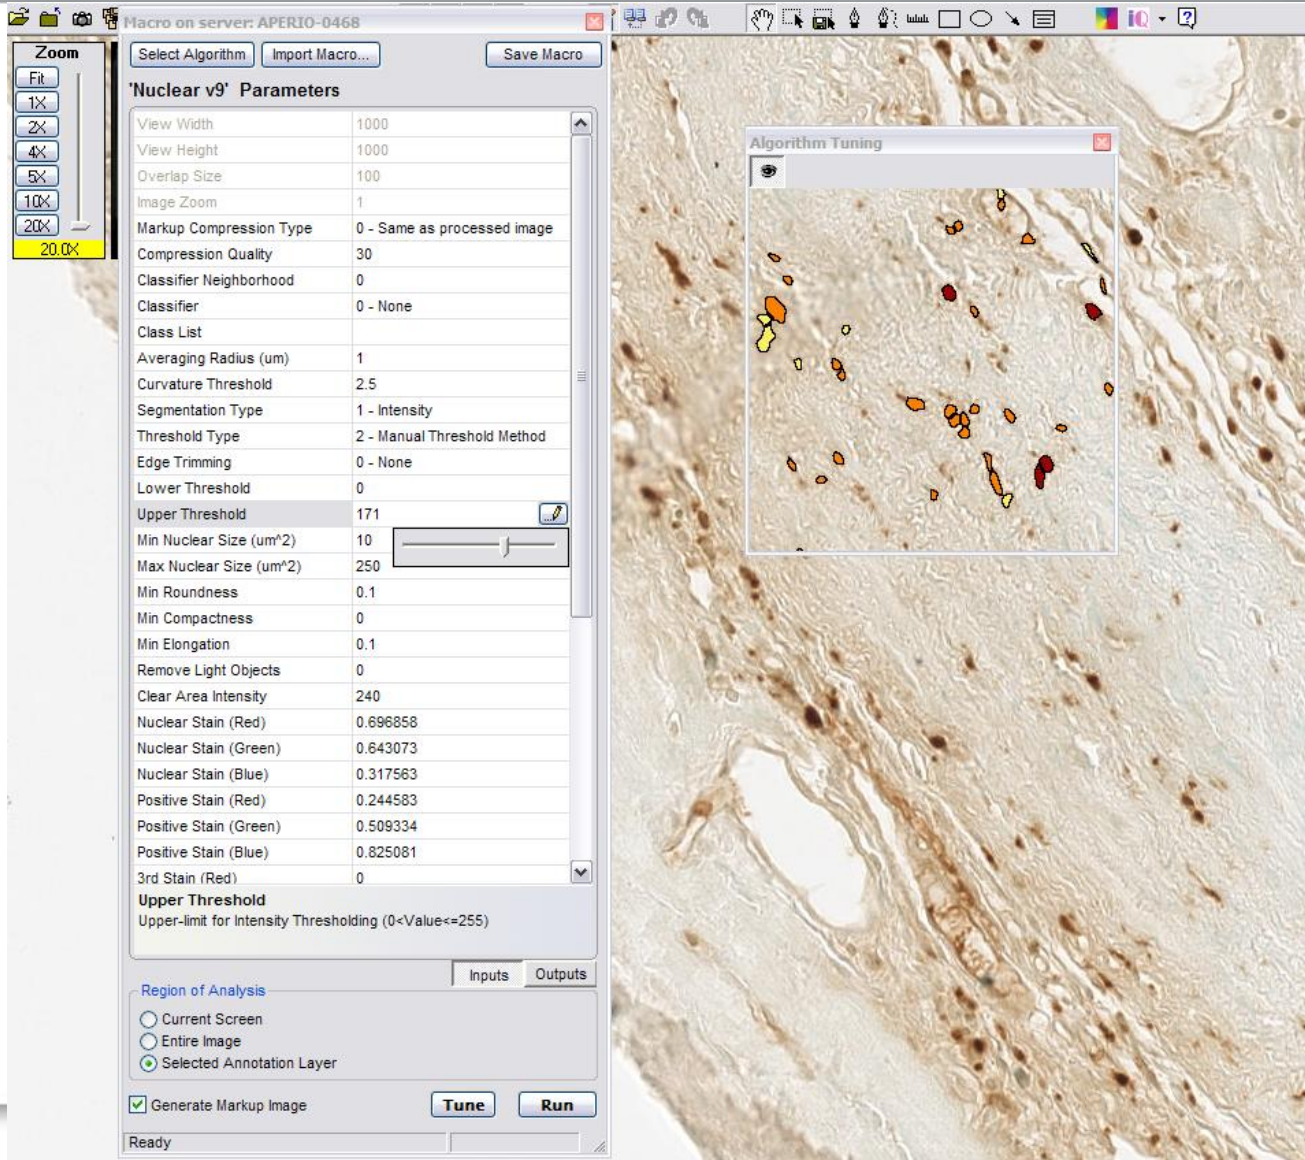 Macro on server: APERIO-0468
Zoom
Fit
1X
2X
4X
5X
10X
20X
20.0X
Select Algorithm Import Macro... Save Macro
'Nuclear v9' Parameters
View Width 1000
View Height 1000
Overlap Size 100
Image Zoom 1
Markup Compression Type 0 - Same as processed image
Compression Quality 30
Classifier Neighborhood 0
Classifier 0 - None
Class List
Averaging Radius (um) 1
Curvature Threshold 2.5
Segmentation Type 1 - Intensity
Threshold Type 2 - Manual Threshold Method
Edge Trimming 0 - None
Lower Threshold 0
Upper Threshold 171
Min Nuclear Size (um^2) 10
Max Nuclear Size (um^2) 250
Min Roundness 0.1
Min Compactness 0
Min Elongation 0.1
Remove Light Objects 0
Clear Area Intensity 240
Nuclear Stain (Red) 0.696858
Nuclear Stain (Green) 0.643073
Nuclear Stain (Blue) 0.317563
Positive Stain (Red) 0.244583
Positive Stain (Green) 0.509334
Positive Stain (Blue) 0.825081
3rd Stain (Red) 0
Upper Threshold
Upper-limit for Intensity Thresholding (0<Value<=255)
Inputs Outputs
Region of Analysis
Current Screen
Entire Image
Selected Annotation Layer
Generate Markup Image Tune Run
Ready
iQ
Algorithm Tuning